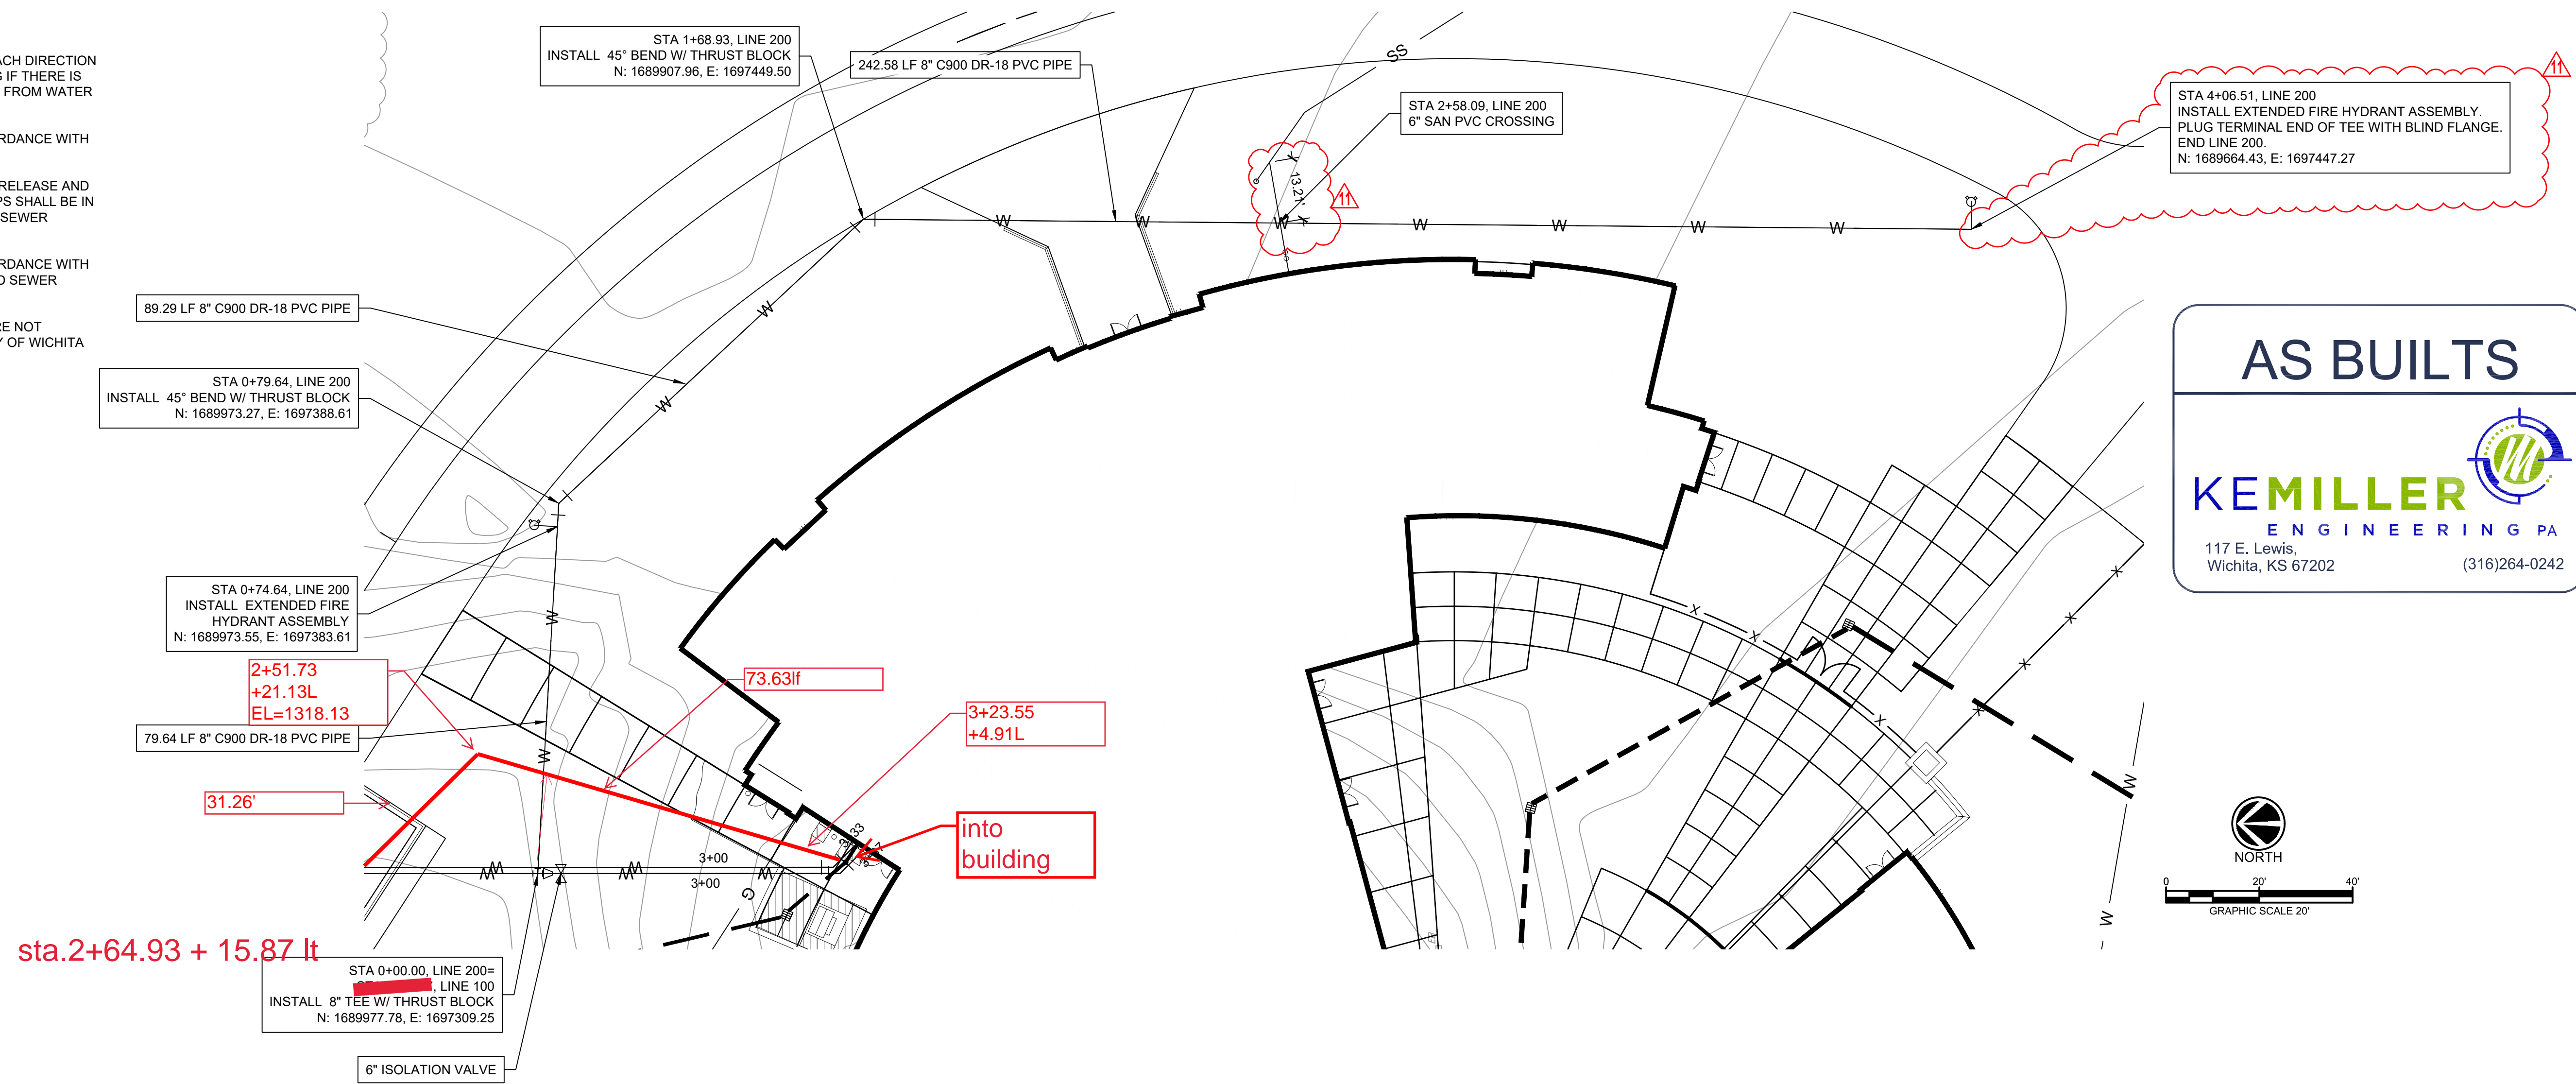 ACH DIRECTION
IF THERE IS
FROM WATER
RDANCE WITH
RELEASE AND
PS SHALL BE IN
SEWER
RDANCE WITH
SEWER
RE NOT
Y OF WICHITA
STA 1+68.93, LINE 200
INSTALL 45° BEND W/ THRUST BLOCK
N: 1689907.96, E: 1697449.50
242.58 LF 8" C900 DR-18 PVC PIPE
SS
STA 2+58.09, LINE 200
6" SAN PVC CROSSING
13.21'
11
STA 4+06.51, LINE 200
INSTALL EXTENDED FIRE HYDRANT ASSEMBLY.
PLUG TERMINAL END OF TEE WITH BLIND FLANGE.
END LINE 200.
N: 1689664.43, E: 1697447.27
11
W W W W W W W
89.29 LF 8" C900 DR-18 PVC PIPE
W
W
STA 0+79.64, LINE 200
INSTALL 45° BEND W/ THRUST BLOCK
N: 1689973.27, E: 1697388.61
STA 0+74.64, LINE 200
INSTALL EXTENDED FIRE
HYDRANT ASSEMBLY
N: 1689973.55, E: 1697383.61
W
2+51.73
+21.13L
EL=1318.13
79.64 LF 8" C900 DR-18 PVC PIPE
W
73.63lf
3+23.55
+4.91L
31.26'
into
building
3+00
3+00
G
33
sta.2+64.93 + 15.87 lt
STA 0+00.00, LINE 200=
, LINE 100
INSTALL 8" TEE W/ THRUST BLOCK
N: 1689977.78, E: 1697309.25
6" ISOLATION VALVE
W
W
AS BUILTS
KEMILLER
ENGINEERING PA
117 E. Lewis,
Wichita, KS 67202
(316)264-0242
NORTH
0 20' 40'
GRAPHIC SCALE 20'